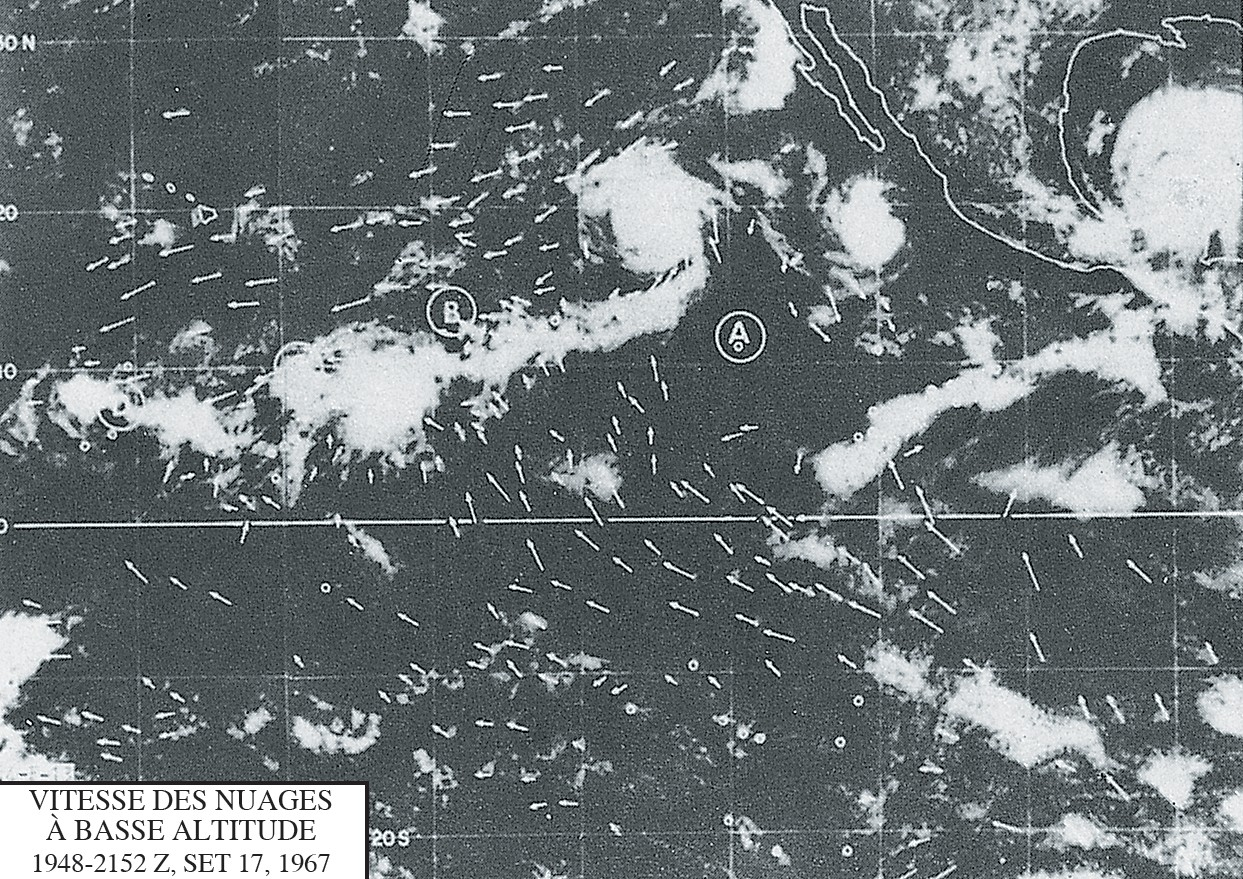 30 N
20
B
A
10
0
20 S
VITESSE DES NUAGES
À BASSE ALTITUDE
1948-2152 Z, SET 17, 1967